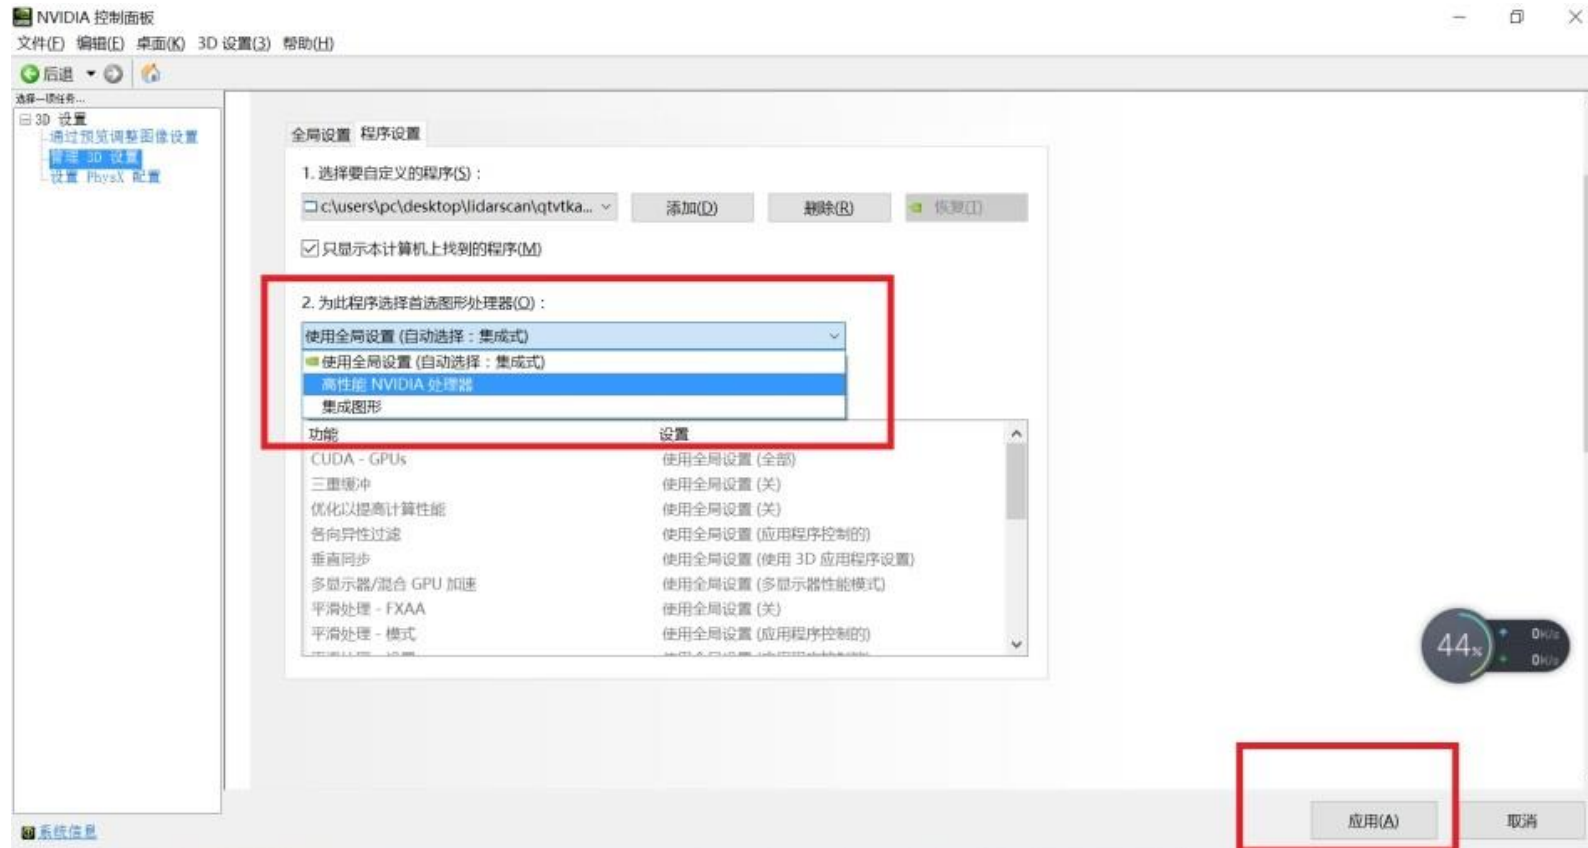 NVIDIA 控制面板
文件(F) 编辑(E) 桌面(K) 3D 设置(3) 帮助(H)
后退
选择一项任务...
3D 设置
通过预览调整图像设置
管理 3D 设置
设置 PhysX 配置
全局设置 程序设置
1. 选择要自定义的程序(S)：
c:\users\pc\desktop\lidarscan\qtvtka... 添加(D) 删除(R) 恢复(T)
只显示本计算机上找到的程序(M)
2. 为此程序选择首选图形处理器(O)：
使用全局设置 (自动选择：集成式)
使用全局设置 (自动选择：集成式)
高性能 NVIDIA 处理器
集成图形
功能 设置
CUDA - GPUs 使用全局设置 (全部)
三重缓冲 使用全局设置 (关)
优化以提高计算性能 使用全局设置 (关)
各向异性过滤 使用全局设置 (应用程序控制的)
垂直同步 使用全局设置 (使用 3D 应用程序设置)
多显示器/混合 GPU 加速 使用全局设置 (多显示器性能模式)
平滑处理 - FXAA 使用全局设置 (关)
平滑处理 - 模式 使用全局设置 (应用程序控制的)
44% 0K/s
0K/s
应用(A) 取消
系统信息